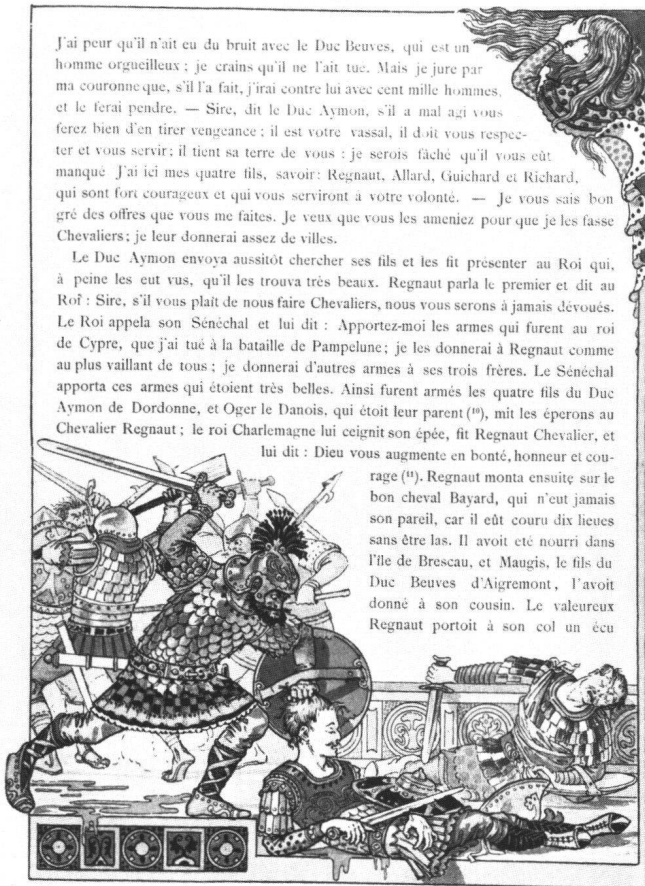 J'ai peur qu'il n'ait eu du bruit avec le Duc Beuves, qui est un
homme orgueilleux ; je crains qu'il ne l'ait tué. Mais je jure par
ma couronne que, s'il l'a fait, j'irai contre lui avec cent mille hommes,
et le ferai pendre. — Sire, dit le Duc Aymon, s'il a mal agi vous
ferez bien d'en tirer vengeance ; il est votre vassal, il doit vous respec-
ter et vous servir ; il tient sa terre de vous : je serois fâché qu'il vous eût
manqué J'ai ici mes quatre fils, savoir : Regnaut, Allard, Guichard et Richard,
qui sont fort courageux et qui vous serviront à votre volonté. — Je vous sais bon
gré des offres que vous me faites. Je veux que vous les ameniez pour que je les fasse
Chevaliers ; je leur donnerai assez de villes.
Le Duc Aymon envoya aussitôt chercher ses fils et les fit présenter au Roi qui,
à peine les eut vus, qu'il les trouva très beaux. Regnaut parla le premier et dit au
Roi : Sire, s'il vous plaît de nous faire Chevaliers, nous vous serons à jamais dévoués.
Le Roi appela son Sénéchal et lui dit : Apportez-moi les armes qui furent au roi
de Cypre, que j'ai tué à la bataille de Pampelune ; je les donnerai à Regnaut comme
au plus vaillant de tous ; je donnerai d'autres armes à ses trois frères. Le Sénéchal
apporta ces armes qui étoient très belles. Ainsi furent armés les quatre fils du Duc
Aymon de Dordonne, et Oger le Danois, qui étoit leur parent (¹⁰), mit les éperons au
Chevalier Regnaut ; le roi Charlemagne lui ceignit son épée, fit Regnaut Chevalier, et
lui dit : Dieu vous augmente en bonté, honneur et cou-
rage (¹¹). Regnaut monta ensuite sur le
bon cheval Bayard, qui n'eut jamais
son pareil, car il eût couru dix lieues
sans être las. Il avoit été nourri dans
l'île de Brescau, et Maugis, le fils du
Duc Beuves d'Aigremont, l'avoit
donné à son cousin. Le valeureux
Regnaut portoit à son col un écu